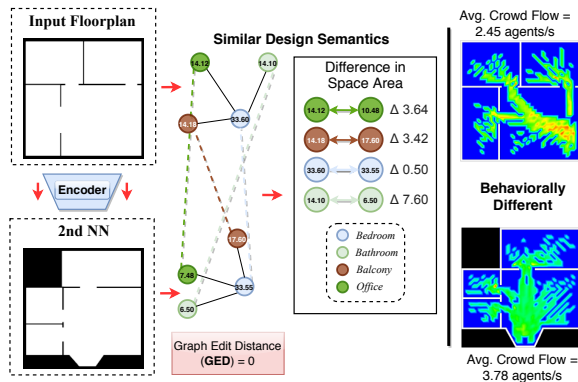 Input Floorplan
Encoder
2nd NN
Similar Design Semantics
14.12
14.10
14.18
33.60
17.60
7.48
33.55
6.50
Graph Edit Distance
(GED) = 0
Difference in
Space Area
14.12 10.48 Δ 3.64
14.18 17.60 Δ 3.42
33.60 33.55 Δ 0.50
14.10 6.50 Δ 7.60
Bedroom
Bathroom
Balcony
Office
Avg. Crowd Flow =
2.45 agents/s
Behaviorally
Different
Avg. Crowd Flow =
3.78 agents/s